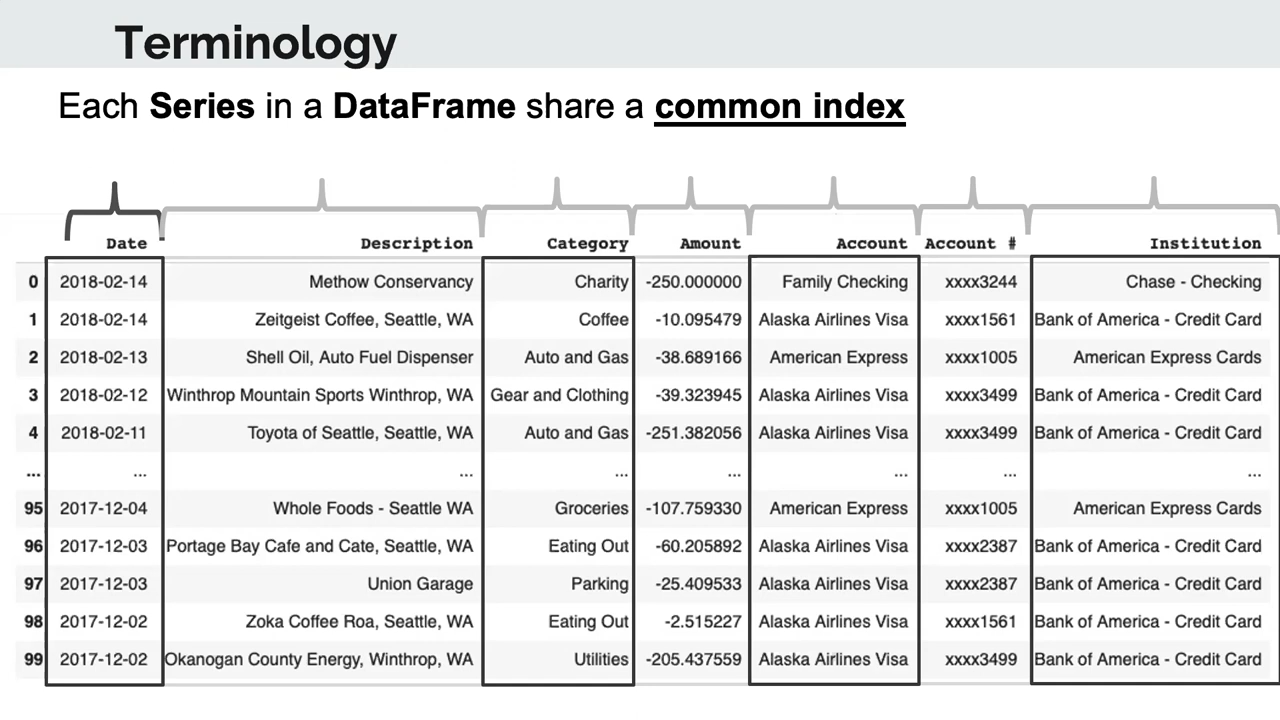 Terminology
Each Series in a DataFrame share a common index
Date Description Category Amount Account Account # Institution
0 2018-02-14 Methow Conservancy Charity -250.000000 Family Checking xxxx3244 Chase - Checking
1 2018-02-14 Zeitgeist Coffee, Seattle, WA Coffee -10.095479 Alaska Airlines Visa xxxx1561 Bank of America - Credit Card
2 2018-02-13 Shell Oil, Auto Fuel Dispenser Auto and Gas -38.689166 American Express xxxx1005 American Express Cards
3 2018-02-12 Winthrop Mountain Sports Winthrop, WA Gear and Clothing -39.323945 Alaska Airlines Visa xxxx3499 Bank of America - Credit Card
4 2018-02-11 Toyota of Seattle, Seattle, WA Auto and Gas -251.382056 Alaska Airlines Visa xxxx3499 Bank of America - Credit Card
... ... ... ... ... ... ... ...
95 2017-12-04 Whole Foods - Seattle WA Groceries -107.759330 American Express xxxx1005 American Express Cards
96 2017-12-03 Portage Bay Cafe and Cate, Seattle, WA Eating Out -60.205892 Alaska Airlines Visa xxxx2387 Bank of America - Credit Card
97 2017-12-03 Union Garage Parking -25.409533 Alaska Airlines Visa xxxx2387 Bank of America - Credit Card
98 2017-12-02 Zoka Coffee Roa, Seattle, WA Eating Out -2.515227 Alaska Airlines Visa xxxx1561 Bank of America - Credit Card
99 2017-12-02 Okanogan County Energy, Winthrop, WA Utilities -205.437559 Alaska Airlines Visa xxxx3499 Bank of America - Credit Card